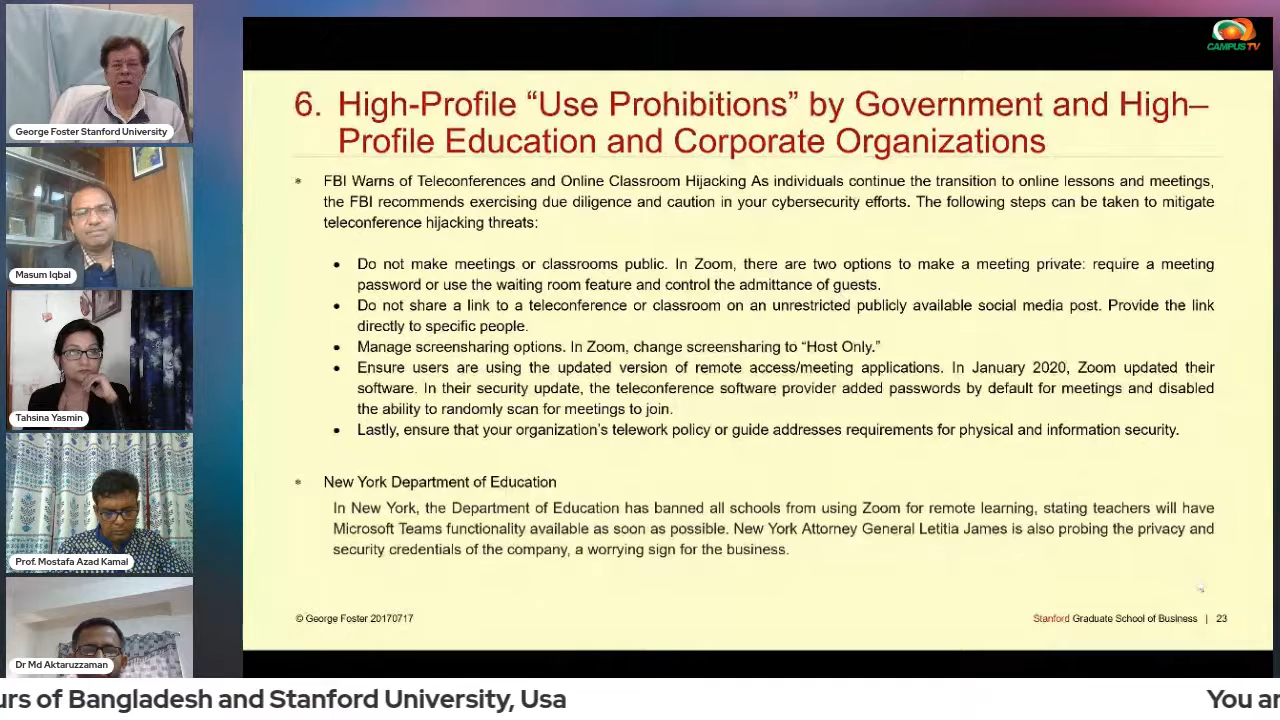 CAMPUS TV
George Foster Stanford University
Masum Iqbal
Tahsina Yasmin
Prof. Mostafa Azad Kamal
Dr Md Aktaruzzaman
6. High-Profile “Use Prohibitions” by Government and High–
Profile Education and Corporate Organizations
* FBI Warns of Teleconferences and Online Classroom Hijacking As individuals continue the transition to online lessons and meetings,
the FBI recommends exercising due diligence and caution in your cybersecurity efforts. The following steps can be taken to mitigate
teleconference hijacking threats:
• Do not make meetings or classrooms public. In Zoom, there are two options to make a meeting private: require a meeting
password or use the waiting room feature and control the admittance of guests.
• Do not share a link to a teleconference or classroom on an unrestricted publicly available social media post. Provide the link
directly to specific people.
• Manage screensharing options. In Zoom, change screensharing to “Host Only.”
• Ensure users are using the updated version of remote access/meeting applications. In January 2020, Zoom updated their
software. In their security update, the teleconference software provider added passwords by default for meetings and disabled
the ability to randomly scan for meetings to join.
• Lastly, ensure that your organization’s telework policy or guide addresses requirements for physical and information security.
* New York Department of Education
In New York, the Department of Education has banned all schools from using Zoom for remote learning, stating teachers will have
Microsoft Teams functionality available as soon as possible. New York Attorney General Letitia James is also probing the privacy and
security credentials of the company, a worrying sign for the business.
© George Foster 20170717
Stanford Graduate School of Business | 23
urs of Bangladesh and Stanford University, Usa
You